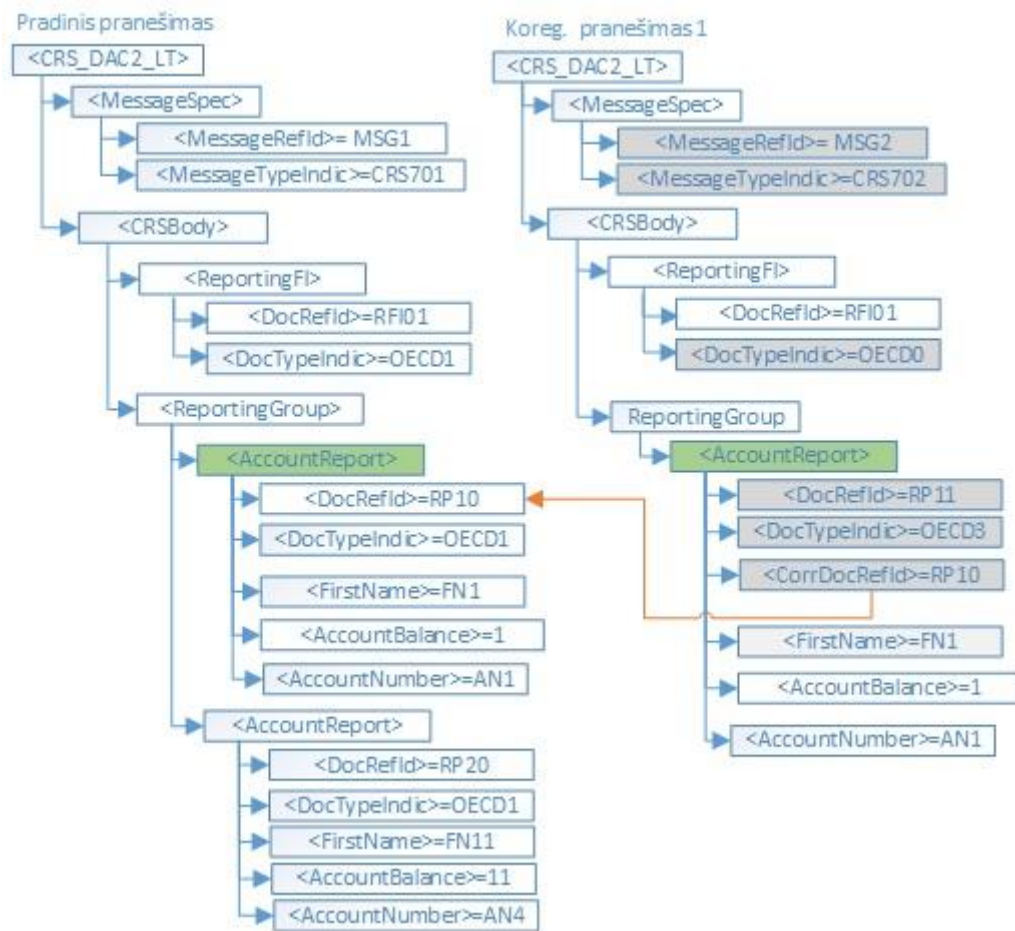 Pradinis pranešimas
<CRS_DAC2_LT>
<MessageSpec>
<MessageRefId>= MSG1
<MessageTypeIndic>=CRS701
<CRSBody>
<ReportingFI>
<DocRefId>=RFI01
<DocTypeIndic>=OECD1
<ReportingGroup>
<AccountReport>
<DocRefId>=RP10
<DocTypeIndic>=OECD1
<FirstName>=FN1
<AccountBalance>=1
<AccountNumber>=AN1
<AccountReport>
<DocRefId>=RP20
<DocTypeIndic>=OECD1
<FirstName>=FN11
<AccountBalance>=11
<AccountNumber>=AN4
Koreg. pranešimas 1
<CRS_DAC2_LT>
<MessageSpec>
<MessageRefId>= MSG2
<MessageTypeIndic>=CRS702
<CRSBody>
<ReportingFI>
<DocRefId>=RFI01
<DocTypeIndic>=OECD0
ReportingGroup
<AccountReport>
<DocRefId>=RP11
<DocTypeIndic>=OECD3
<CorrDocRefId>=RP10
<FirstName>=FN1
<AccountBalance>=1
<AccountNumber>=AN1